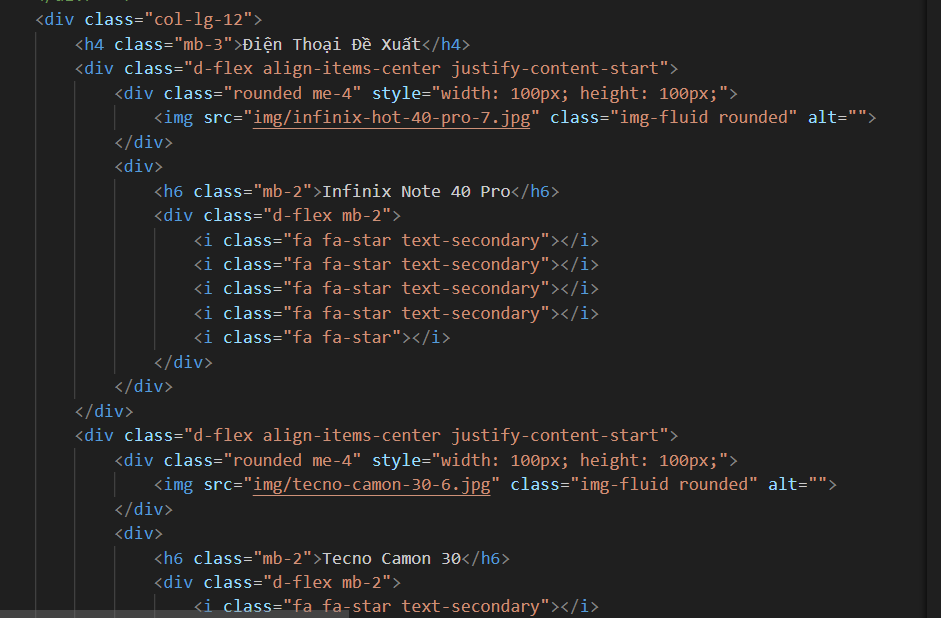 <div class="col-lg-12">
<h4 class="mb-3">Điện Thoại Đề Xuất</h4>
<div class="d-flex align-items-center justify-content-start">
<div class="rounded me-4" style="width: 100px; height: 100px;">
<img src="img/infinix-hot-40-pro-7.jpg" class="img-fluid rounded" alt="">
</div>
<div>
<h6 class="mb-2">Infinix Note 40 Pro</h6>
<div class="d-flex mb-2">
<i class="fa fa-star text-secondary"></i>
<i class="fa fa-star text-secondary"></i>
<i class="fa fa-star text-secondary"></i>
<i class="fa fa-star text-secondary"></i>
<i class="fa fa-star"></i>
</div>
</div>
</div>
<div class="d-flex align-items-center justify-content-start">
<div class="rounded me-4" style="width: 100px; height: 100px;">
<img src="img/tecno-camon-30-6.jpg" class="img-fluid rounded" alt="">
</div>
<div>
<h6 class="mb-2">Tecno Camon 30</h6>
<div class="d-flex mb-2">
<i class="fa fa-star text-secondary"></i>